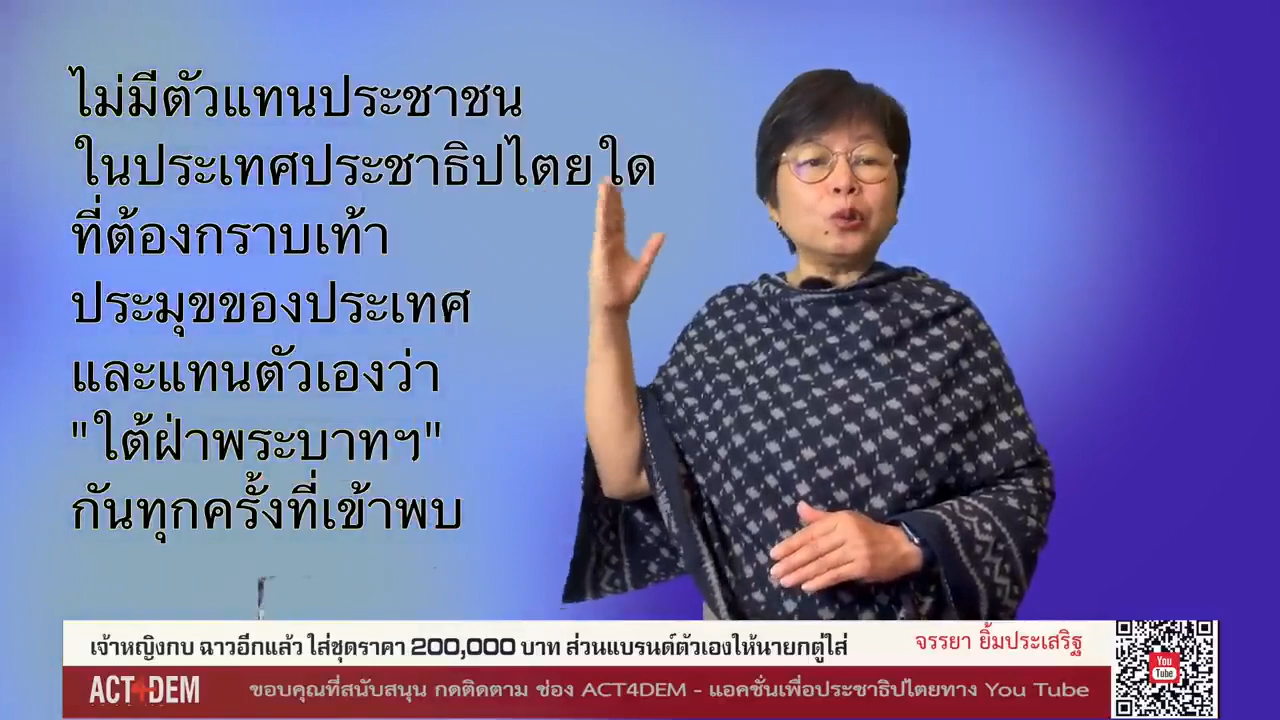 ไม่มีตัวแทนประชาชน
ในประเทศประชาธิปไตยใด
ที่ต้องกราบเท้า
ประมุขของประเทศ
และแทนตัวเองว่า
"ใต้ฝ่าพระบาทฯ"
กันทุกครั้งที่เข้าพบ
เจ้าหญิงกบ ฉาวอีกแล้ว ใส่ชุดราคา 200,000 บาท ส่วนแบรนด์ตัวเองให้นายกตู่ใส่
จรรยา ยิ้มประเสริฐ
ACT4DEM
ขอบคุณที่สนับสนุน กดติดตาม ช่อง ACT4DEM - แอคชั่นเพื่อประชาธิปไตยทาง You Tube
You Tube